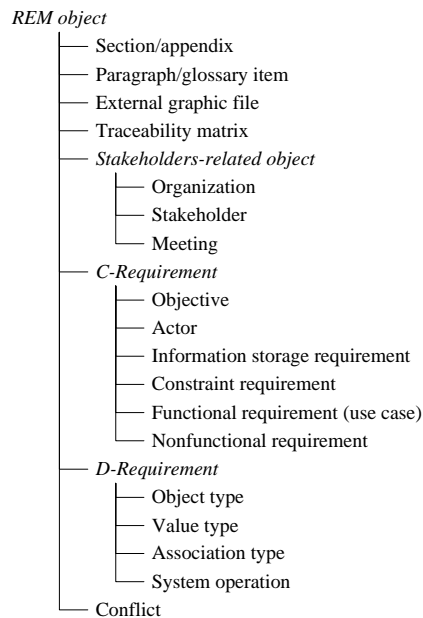 REM object
Section/appendix
Paragraph/glossary item
External graphic file
Traceability matrix
Stakeholders-related object
Organization
Stakeholder
Meeting
C-Requirement
Objective
Actor
Information storage requirement
Constraint requirement
Functional requirement (use case)
Nonfunctional requirement
D-Requirement
Object type
Value type
Association type
System operation
Conflict